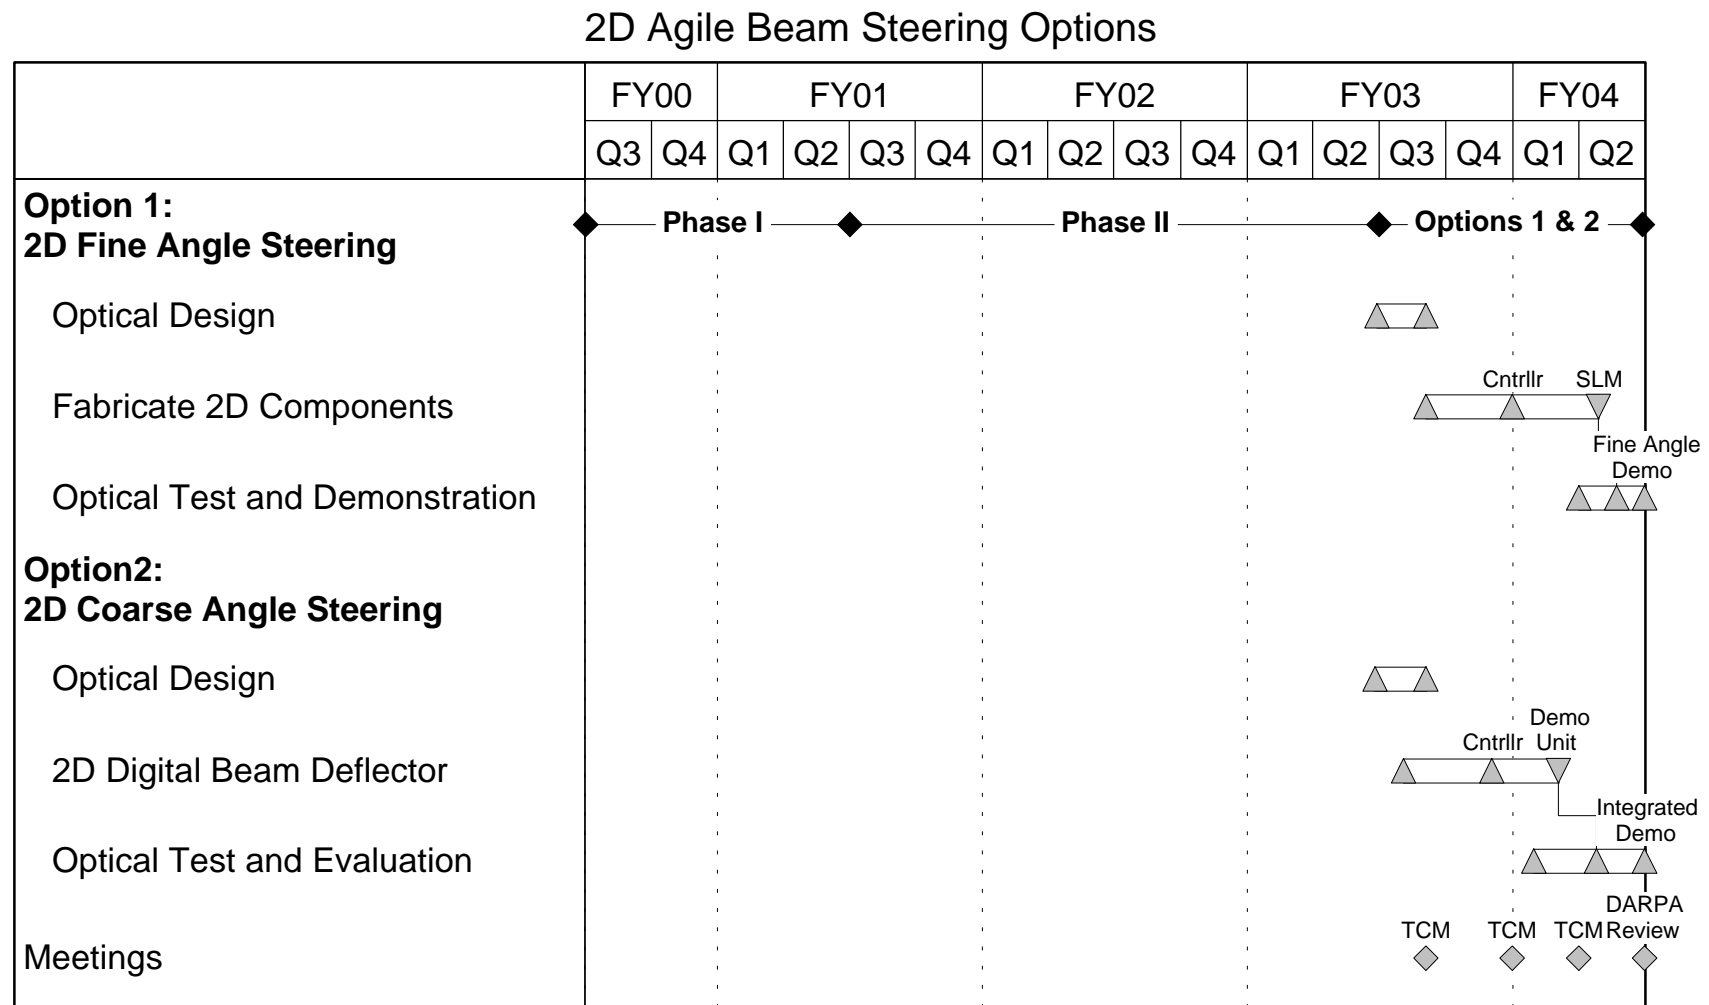 2D Agile Beam Steering Options
FY00 FY01 FY02 FY03 FY04
Q3 Q4 Q1 Q2 Q3 Q4 Q1 Q2 Q3 Q4 Q1 Q2 Q3 Q4 Q1 Q2
Option 1:
2D Fine Angle Steering
Phase I Phase II Options 1 & 2
Optical Design
Cntrllr SLM
Fabricate 2D Components
Fine Angle
Demo
Optical Test and Demonstration
Option2:
2D Coarse Angle Steering
Optical Design
Demo
Cntrllr Unit
2D Digital Beam Deflector
Integrated
Demo
Optical Test and Evaluation
DARPA
TCM TCM TCM Review
Meetings